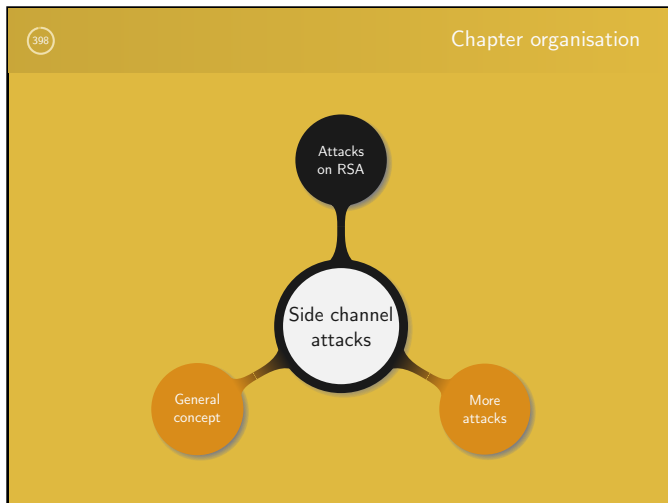 398
Chapter organisation
Attacks
on RSA
Side channel
attacks
General
concept
More
attacks